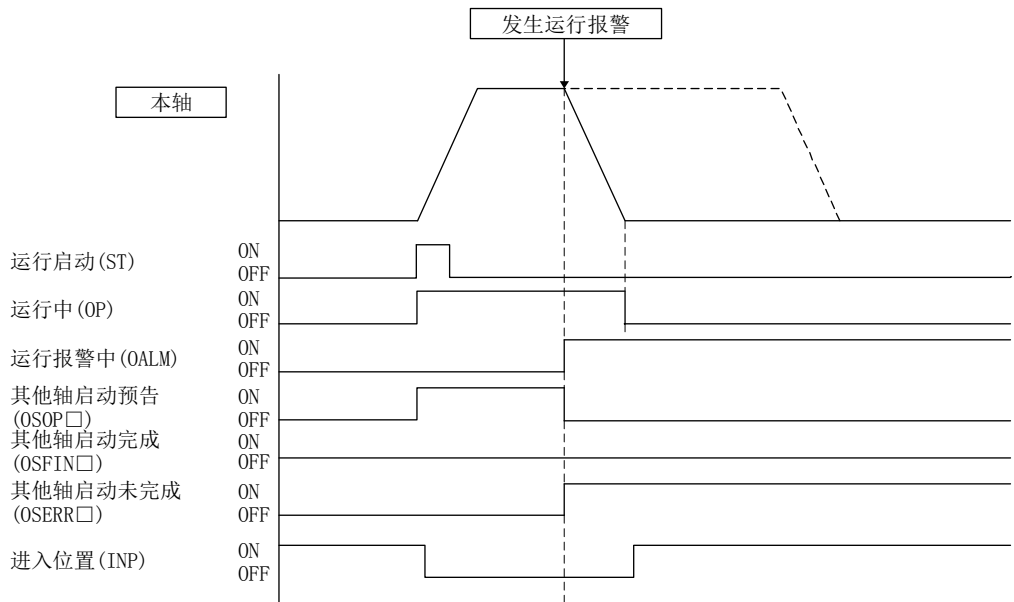 发生运行报警
本轴
运行启动(ST)
ON
OFF
运行中(OP)
ON
OFF
运行报警中(OALM)
ON
OFF
其他轴启动预告
(OSOP□)
ON
OFF
其他轴启动完成
(OSFIN□)
ON
OFF
其他轴启动未完成
(OSERR□)
ON
OFF
进入位置(INP)
ON
OFF